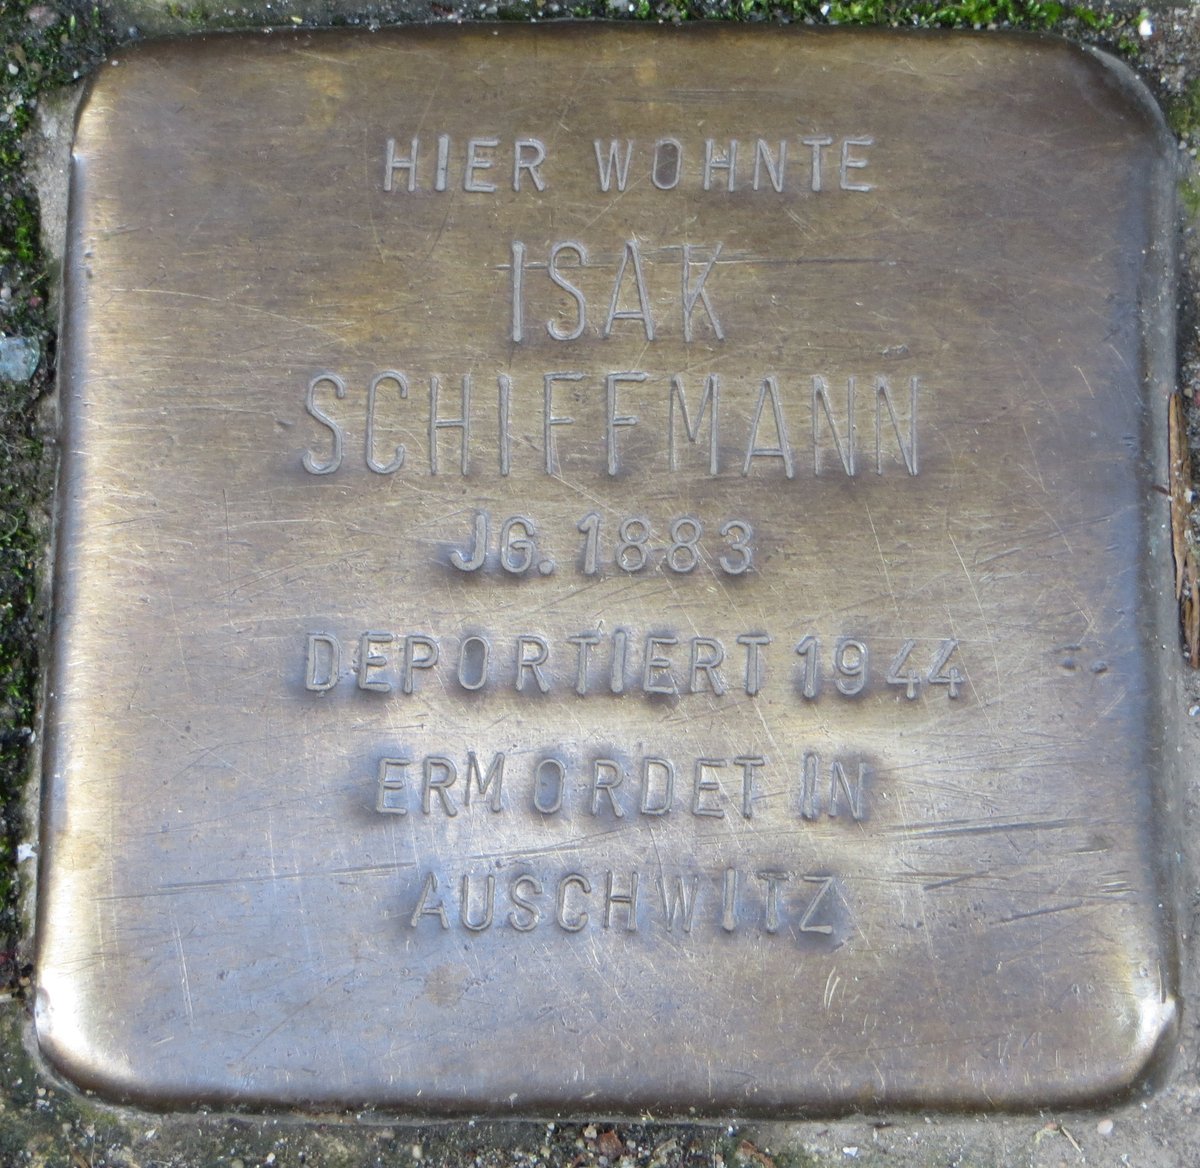 HIER WOHNTE
ISAK
SCHIFFMANN
JG. 1883
DEPORTIERT 1944
ERMORDET IN
AUSCHWITZ